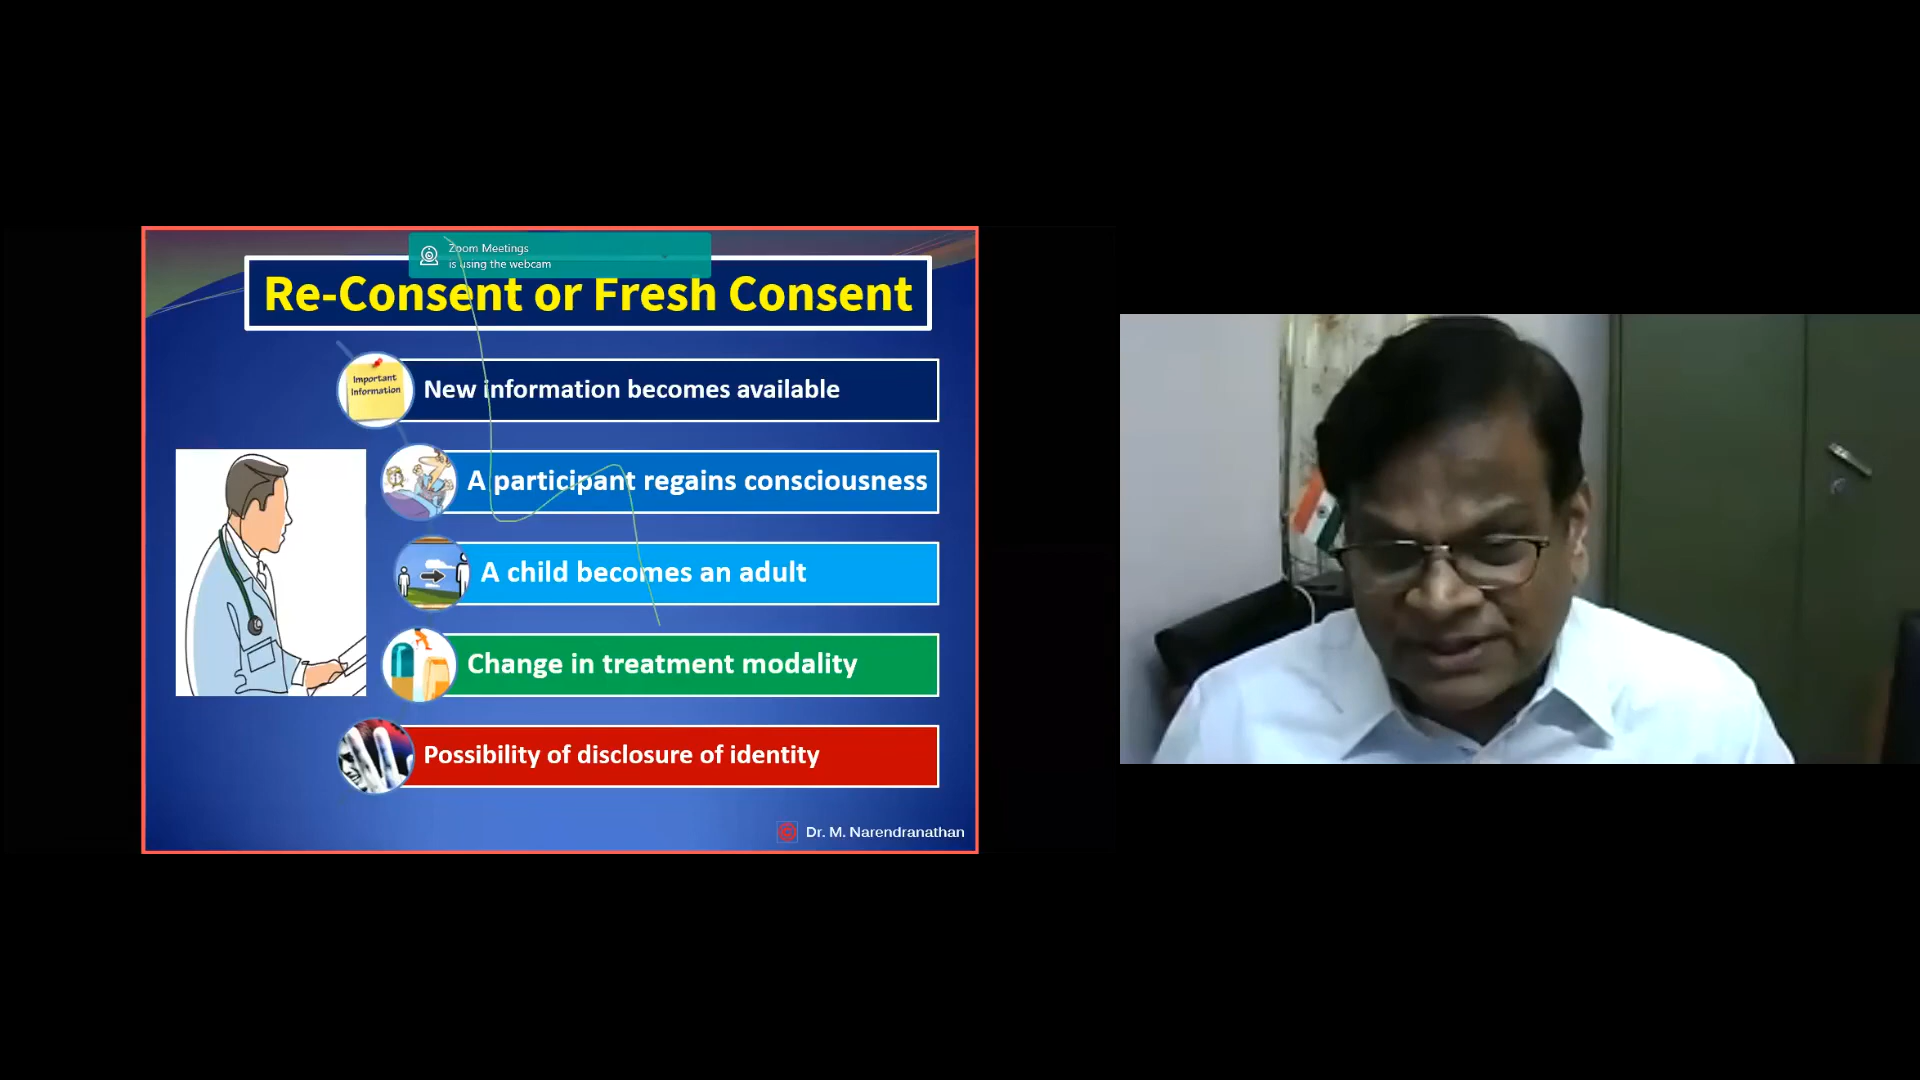 Zoom Meetings
is using the webcam
Re-Consent or Fresh Consent
Important
Information
New information becomes available
A participant regains consciousness
A child becomes an adult
Change in treatment modality
Possibility of disclosure of identity
Dr. M. Narendranathan